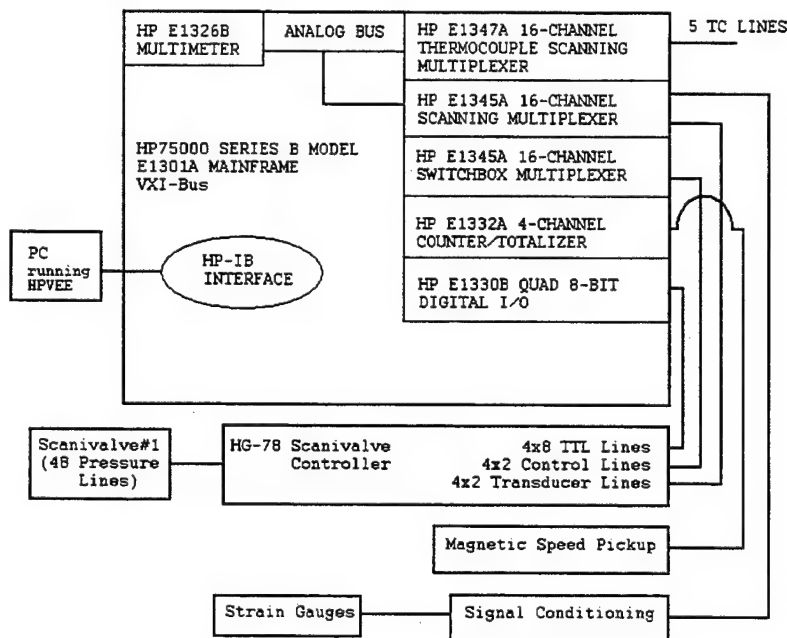 HP E1326B
MULTIMETER
ANALOG BUS
HP E1347A 16-CHANNEL
THERMOCOUPLE SCANNING
MULTIPLEXER
5 TC LINES
HP E1345A 16-CHANNEL
SCANNING MULTIPLEXER
HP75000 SERIES B MODEL
E1301A MAINFRAME
VXI-Bus
HP E1345A 16-CHANNEL
SWITCHBOX MULTIPLEXER
HP E1332A 4-CHANNEL
COUNTER/TOTALIZER
PC
running
HPVEE
HP-IB
INTERFACE
HP E1330B QUAD 8-BIT
DIGITAL I/O
Scanivalve#1
(48 Pressure
Lines)
HG-78 Scanivalve
Controller
4x8 TTL Lines
4x2 Control Lines
4x2 Transducer Lines
Magnetic Speed Pickup
Strain Gauges
Signal Conditioning